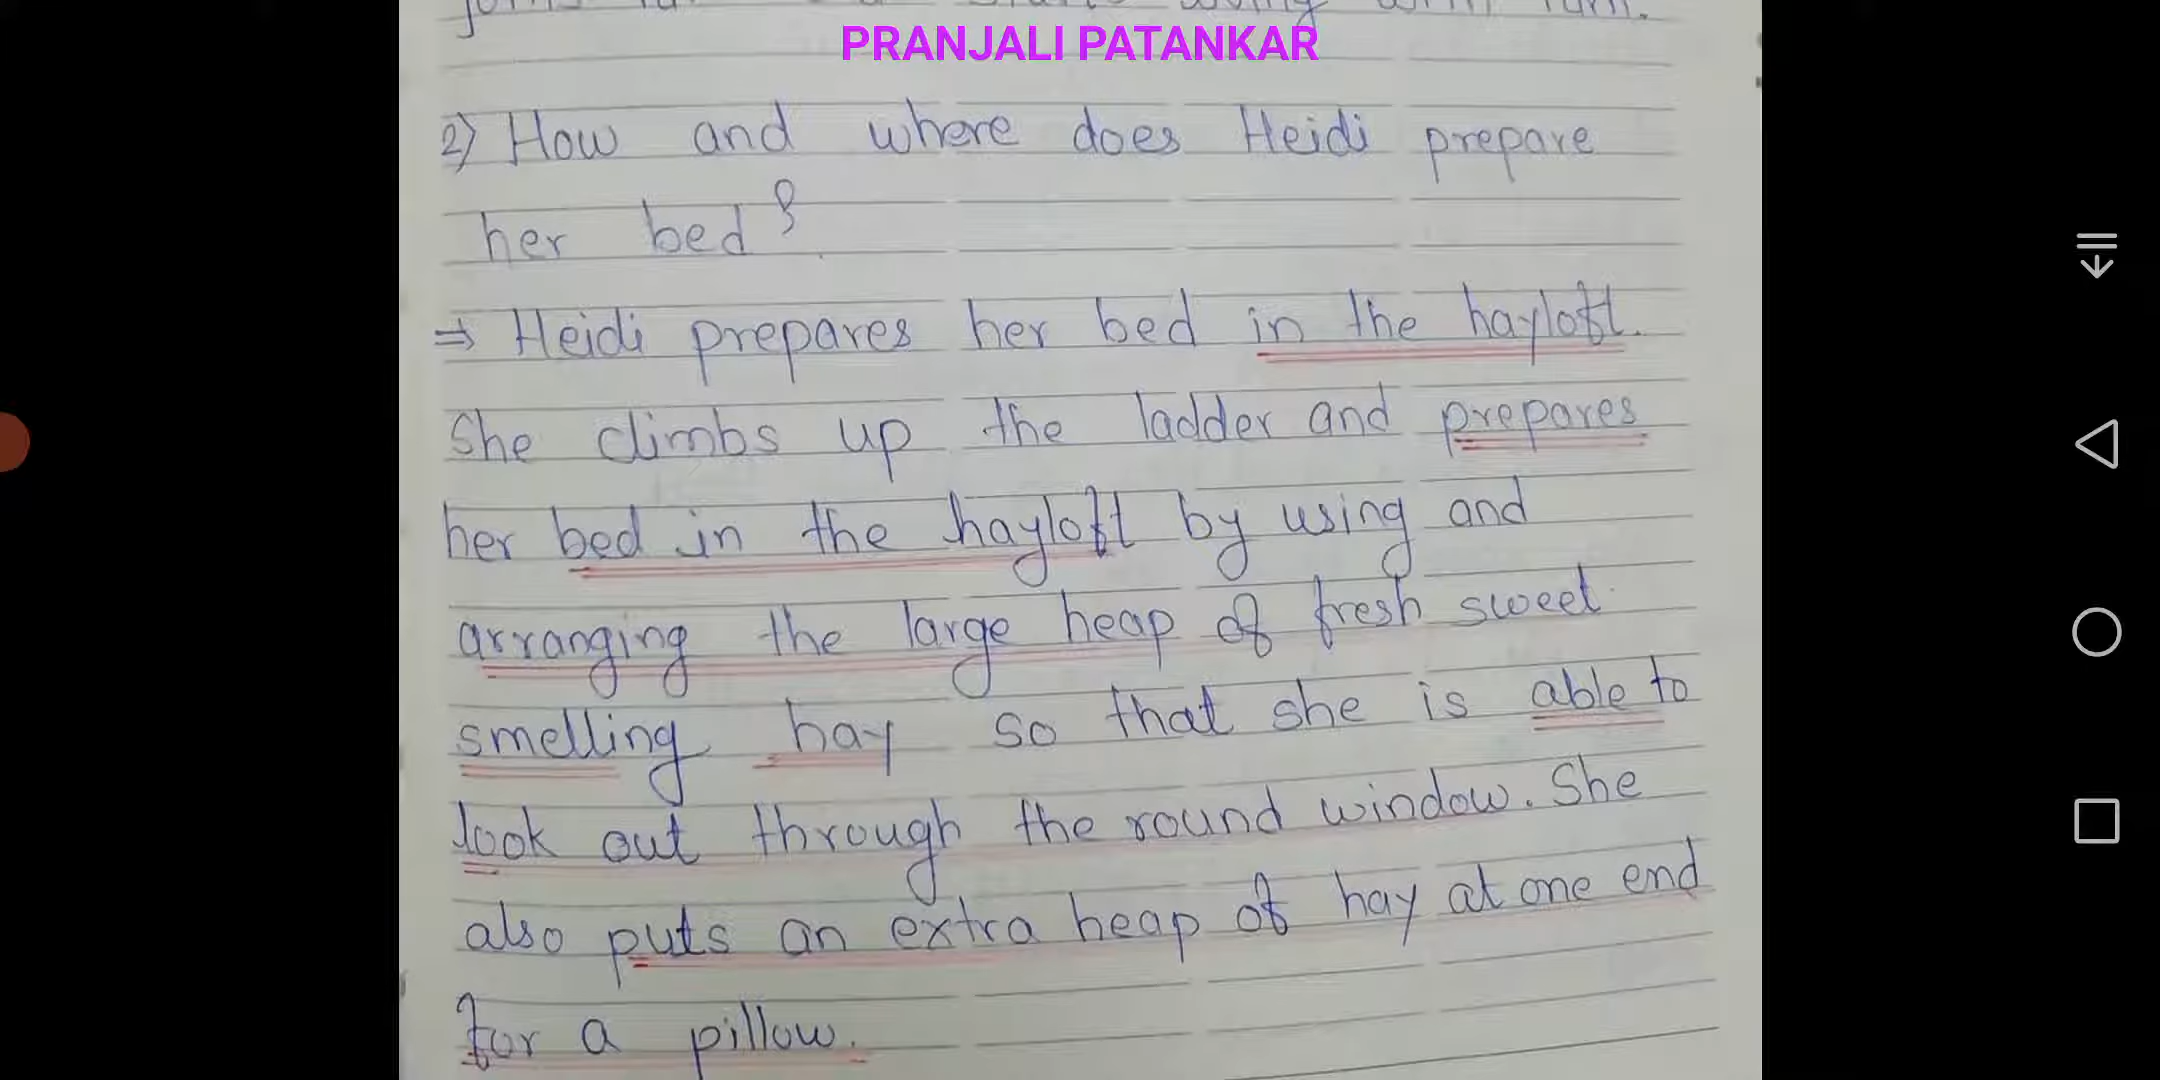 PRANJALI PATANKAR
2) How and where does Heidi prepare
her bed?
⇒ Heidi prepares her bed in the hayloft.
She climbs up the ladder and prepares
her bed in the hayloft by using and
arranging the large heap of fresh sweet
smelling hay so that she is able to
look out through the round window. She
also puts an extra heap of hay at one end
for a pillow.